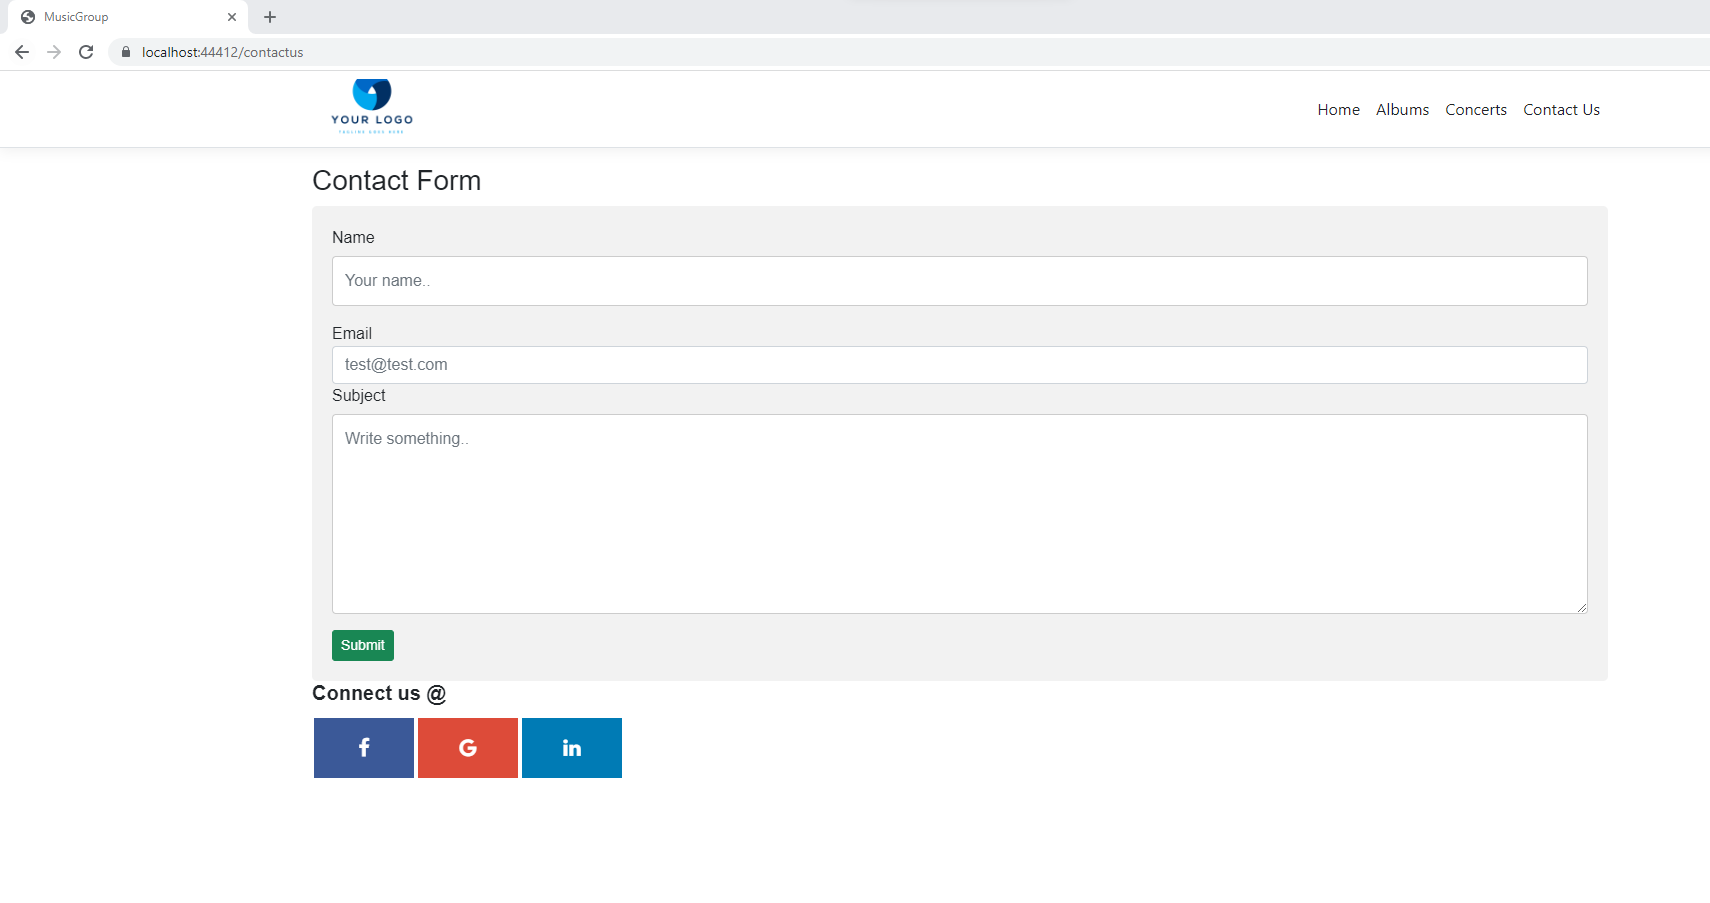 MusicGroup
localhost:44412/contactus
YOUR LOGO
Home Albums Concerts Contact Us
Contact Form
Name
Your name..
Email
test@test.com
Subject
Write something..
Submit
Connect us @
f G in